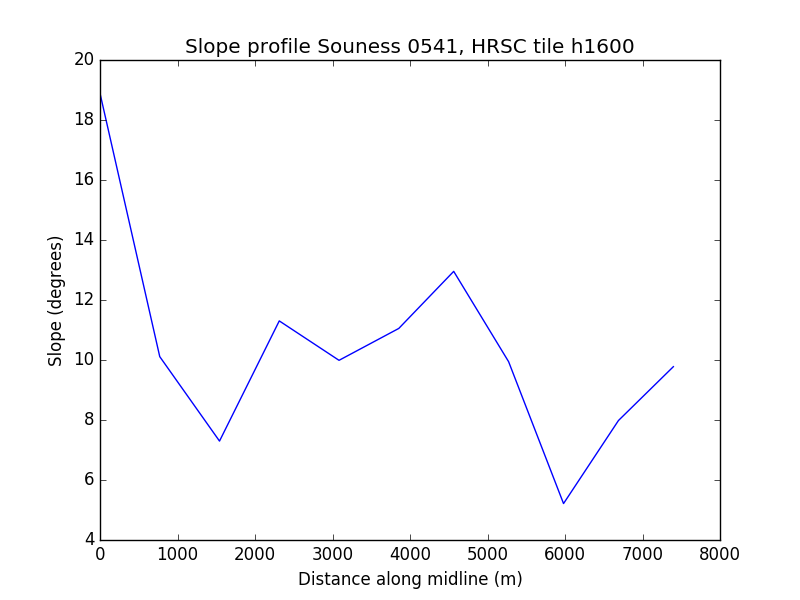 Slope profile Souness 0541, HRSC tile h1600
20
18
16
14
12
10
8
6
4
Slope (degrees)
0 1000 2000 3000 4000 5000 6000 7000 8000
Distance along midline (m)